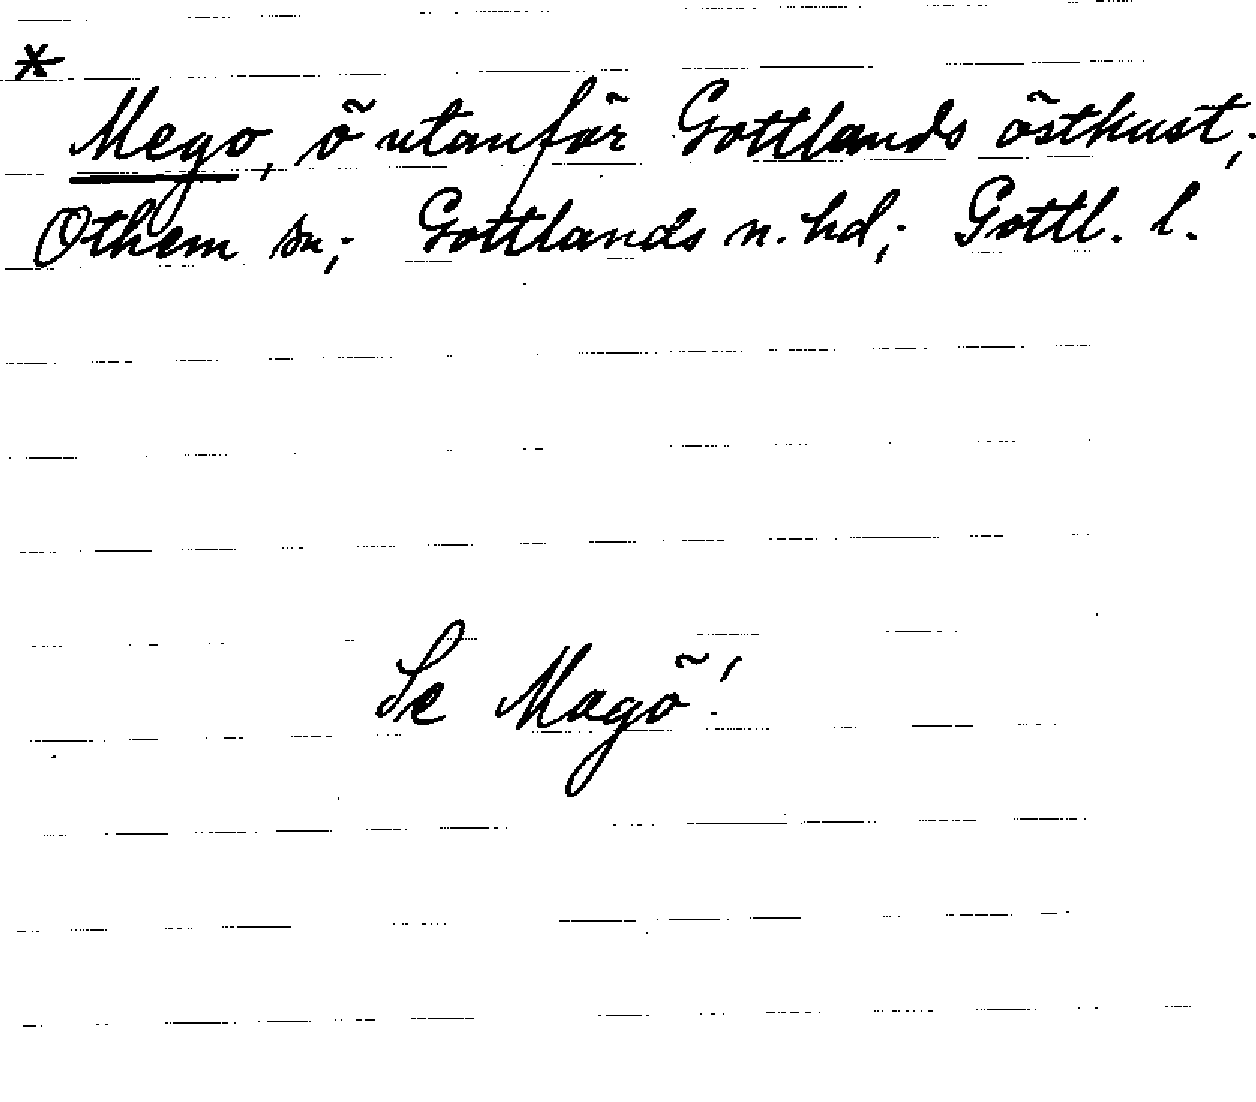 *
Mego, ö utanför Gottlands östkust;
Othem sn; Gottlands n. hd; Gottl. l.
Se Magö!